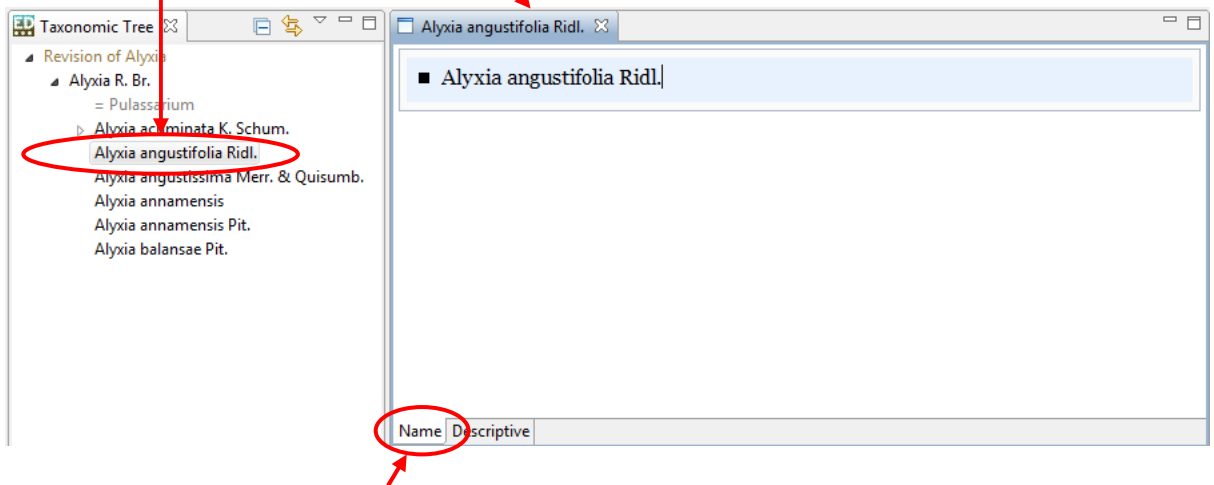 Taxonomic Tree
Revision of Alyxia
Alyxia R. Br.
= Pulassarium
Alyxia acuminata K. Schum.
Alyxia angustifolia Ridl.
Alyxia angustissima Merr. & Quisumb.
Alyxia annamensis
Alyxia annamensis Pit.
Alyxia balansae Pit.
Alyxia angustifolia Ridl.
Alyxia angustifolia Ridl.
Name Descriptive